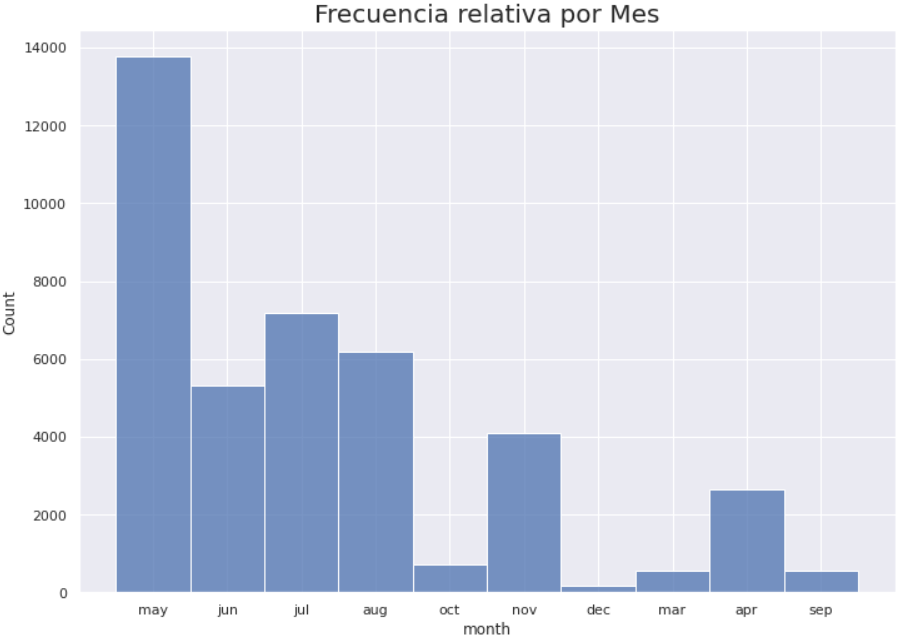 Frecuencia relativa por Mes
14000
12000
10000
8000
6000
4000
2000
0
Count
may jun jul aug oct nov dec mar apr sep
month